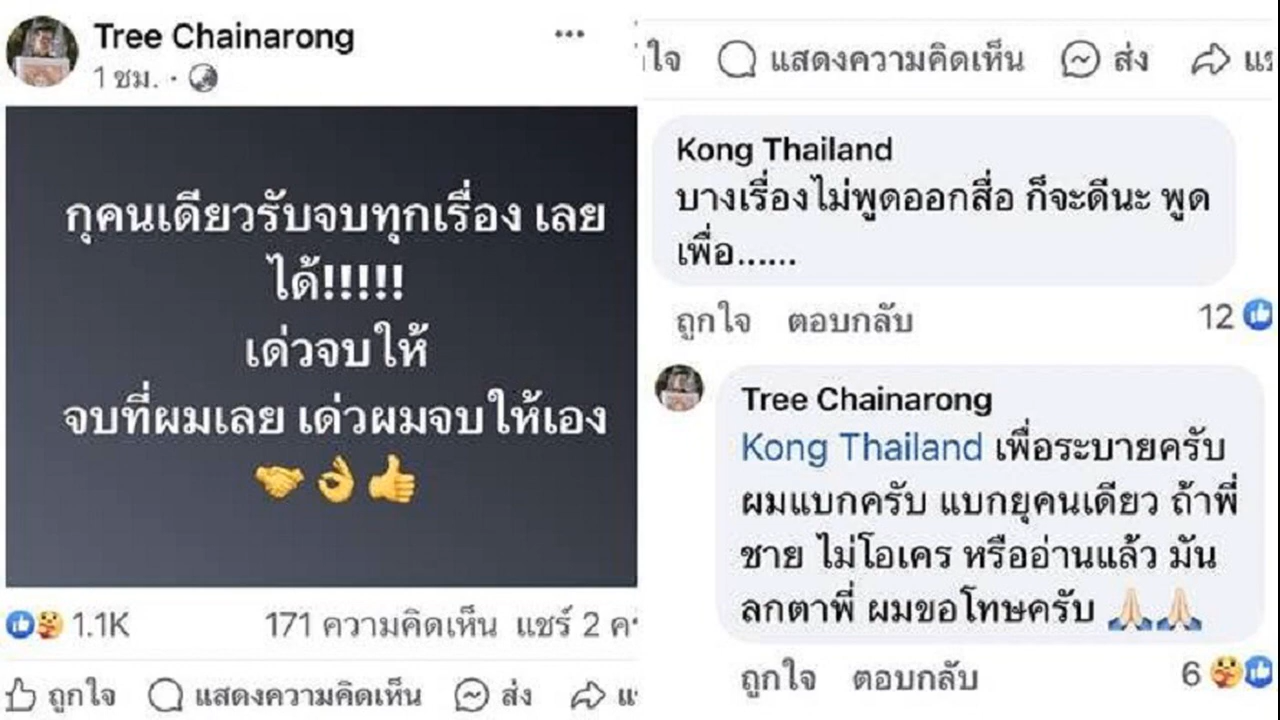 Tree Chainarong
1 ชม.
กุคนเดียวรับจบทุกเรื่อง เลย
ได้!!!!!
เด่วจบให้
จบที่ผมเลย เด่วผมจบให้เอง
🤝👌👍
1.1K 171 ความคิดเห็น แชร์ 2 ค
ถูกใจ แสดงความคิดเห็น ส่ง แ
ใจ แสดงความคิดเห็น ส่ง แช
Kong Thailand
บางเรื่องไม่พูดออกสื่อ ก็จะดีนะ พูด
เพื่อ......
ถูกใจ ตอบกลับ 12
Tree Chainarong
Kong Thailand เพื่อระบายครับ
ผมแบกครับ แบกยุคนเดียว ถ้าพี่
ชาย ไม่โอเคร หรืออ่านแล้ว มัน
ลกตาพี่ ผมขอโทษครับ 🙏🏻🙏🏻
ถูกใจ ตอบกลับ 6